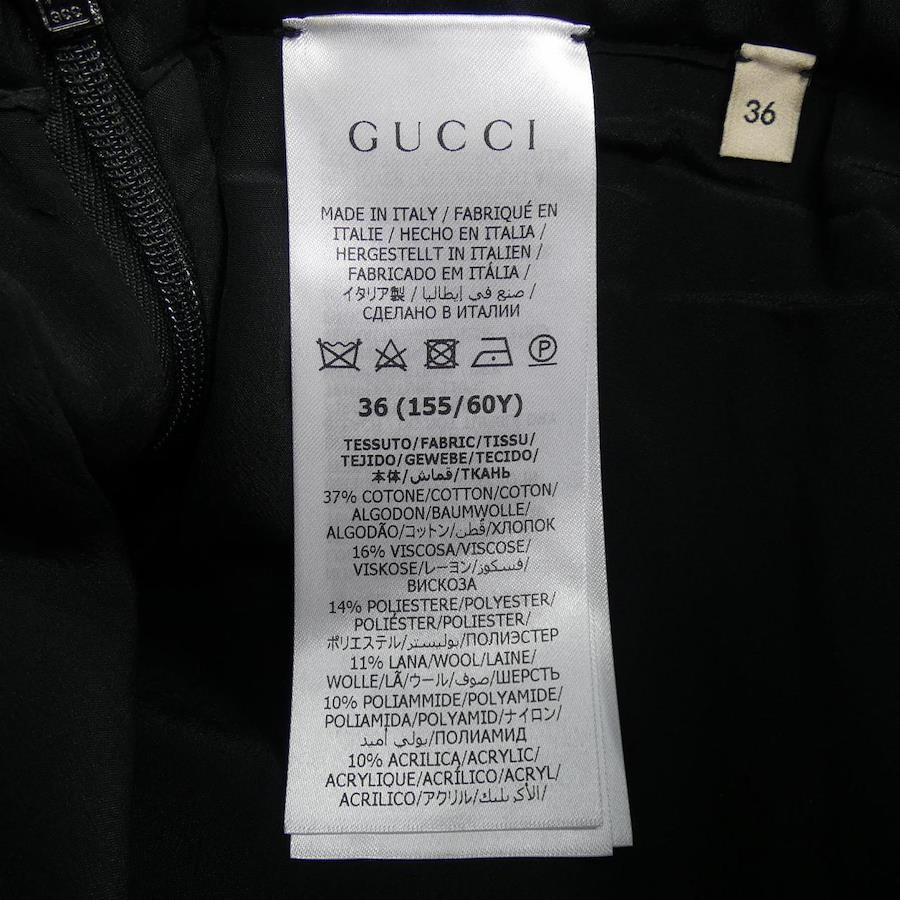 GUCCI
36
MADE IN ITALY / FABRIQUÉ EN
ITALIE / HECHO EN ITALIA /
HERGESTELLT IN ITALIEN /
FABRICADO EM ITÁLIA /
イタリア製 / صنع في إيطاليا /
СДЕЛАНО В ИТАЛИИ
P
36 (155/60Y)
TESSUTO/FABRIC/TISSU/
TEJIDO/GEWEBE/TECIDO/
本体/قماش/ТКАНЬ
37% COTONE/COTTON/COTON/
ALGODON/BAUMWOLLE/
ALGODÃO/コットン/قُطن/ХЛОПОК
16% VISCOSA/VISCOSE/
VISKOSE/レーヨン/فسكوز/
ВИСКОЗА
14% POLIESTERE/POLYESTER/
POLIÉSTER/POLIESTER/
ポリエステル/بوليستر/ПОЛИЭСТЕР
11% LANA/WOOL/LAINE/
WOLLE/LÃ/ウール/صوف/ШЕРСТЬ
10% POLIAMMIDE/POLYAMIDE/
POLIAMIDA/POLYAMID/ナイロン/
بولي أميد/ПОЛИАМИД
10% ACRILICA/ACRYLIC/
ACRYLIQUE/ACRÍLICO/ACRYL/
ACRILICO/アクリル/الأكريليك/